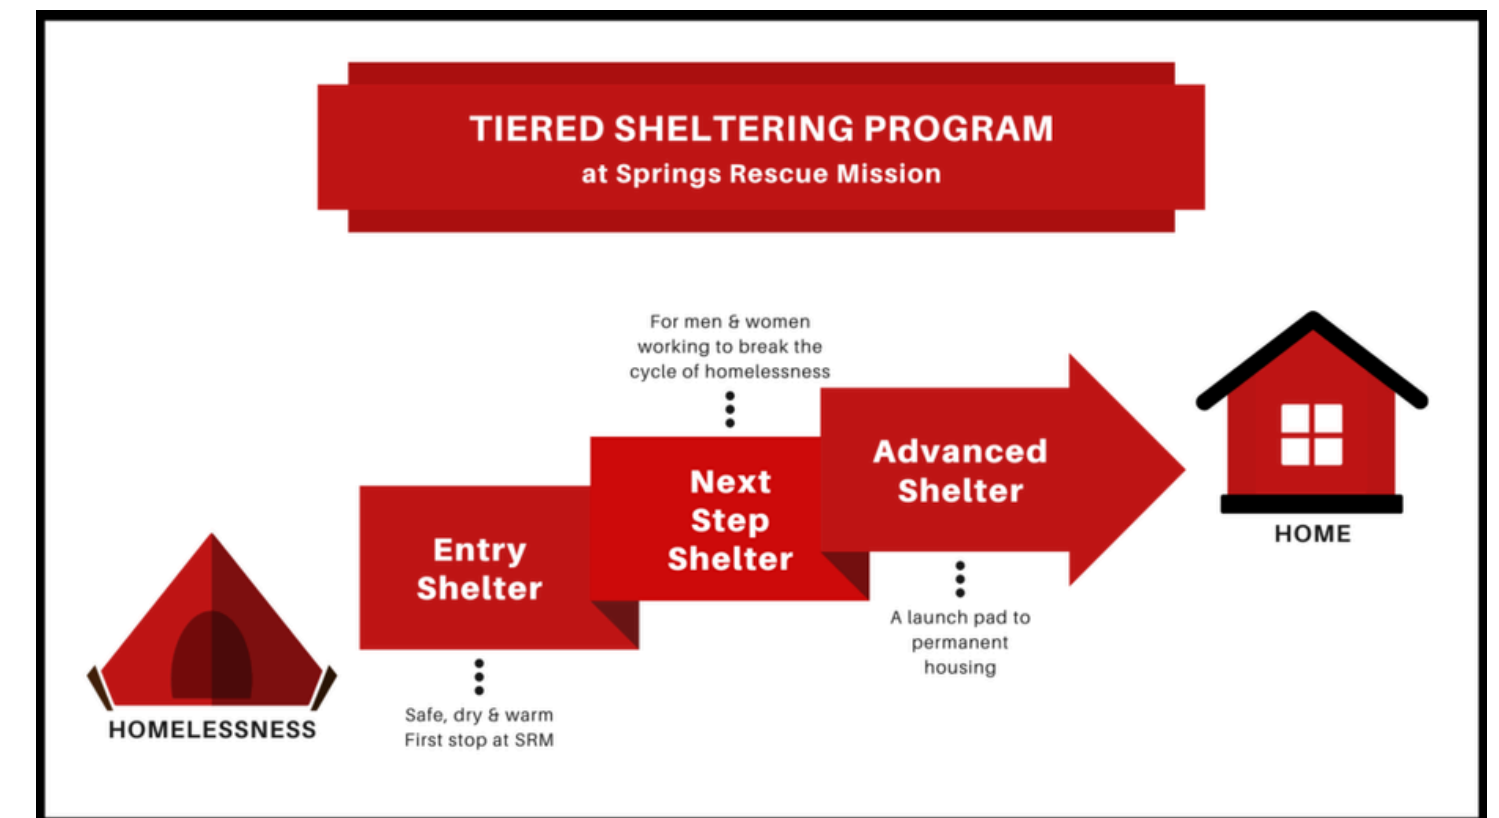 TIERED SHELTERING PROGRAM
at Springs Rescue Mission
For men & women
working to break the
cycle of homelessness
Advanced
Shelter
Next
Step
Shelter
Entry
Shelter
HOME
A launch pad to
permanent
housing
HOMELESSNESS
Safe, dry & warm
First stop at SRM